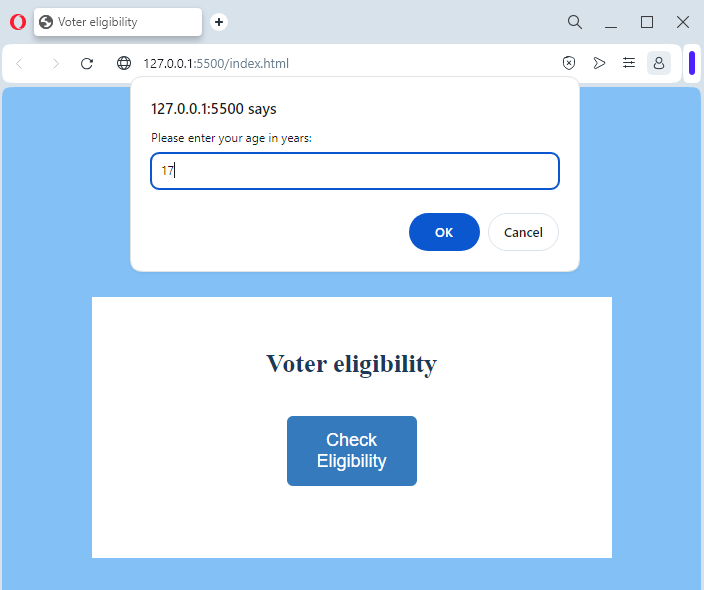 Voter eligibility
127.0.0.1:5500/index.html
127.0.0.1:5500 says
Please enter your age in years:
17
OK
Cancel
Voter eligibility
Check
Eligibility